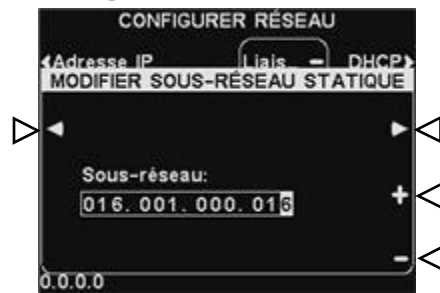 CONFIGURER RÉSEAU
Adresse IP Liais_ DHCP
MODIFIER SOUS-RÉSEAU STATIQUE
Sous-réseau:
016.001.000.016
+
-
0.0.0.0